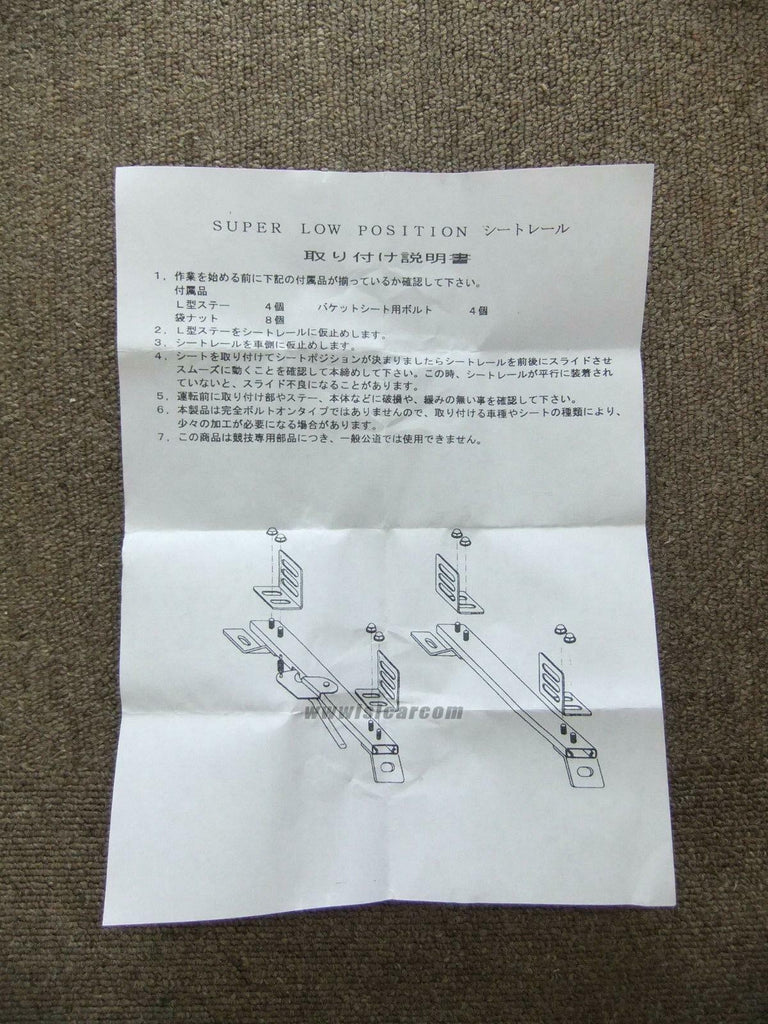 SUPER LOW POSITION シートレール
取り付け説明書
1．作業を始める前に下記の付属品が揃っているか確認して下さい。
付属品
L型ステー 4個 バケットシート用ボルト 4個
袋ナット 8個
2．L型ステーをシートレールに仮止めします。
3．シートレールを車側に仮止めします。
4．シートを取り付けてシートポジションが決まりましたらシートレールを前後にスライドさせ
スムーズに動くことを確認して本締めして下さい。この時、シートレールが平行に装着され
ていないと、スライド不良になることがあります。
5．運転前に取り付け部やステー、本体などに破損や、緩みの無い事を確認して下さい。
6．本製品は完全ボルトオンタイプではありませんので、取り付ける車種やシートの種類により、
少々の加工が必要になる場合があります。
7．この商品は競技専用部品につき、一般公道では使用できません。